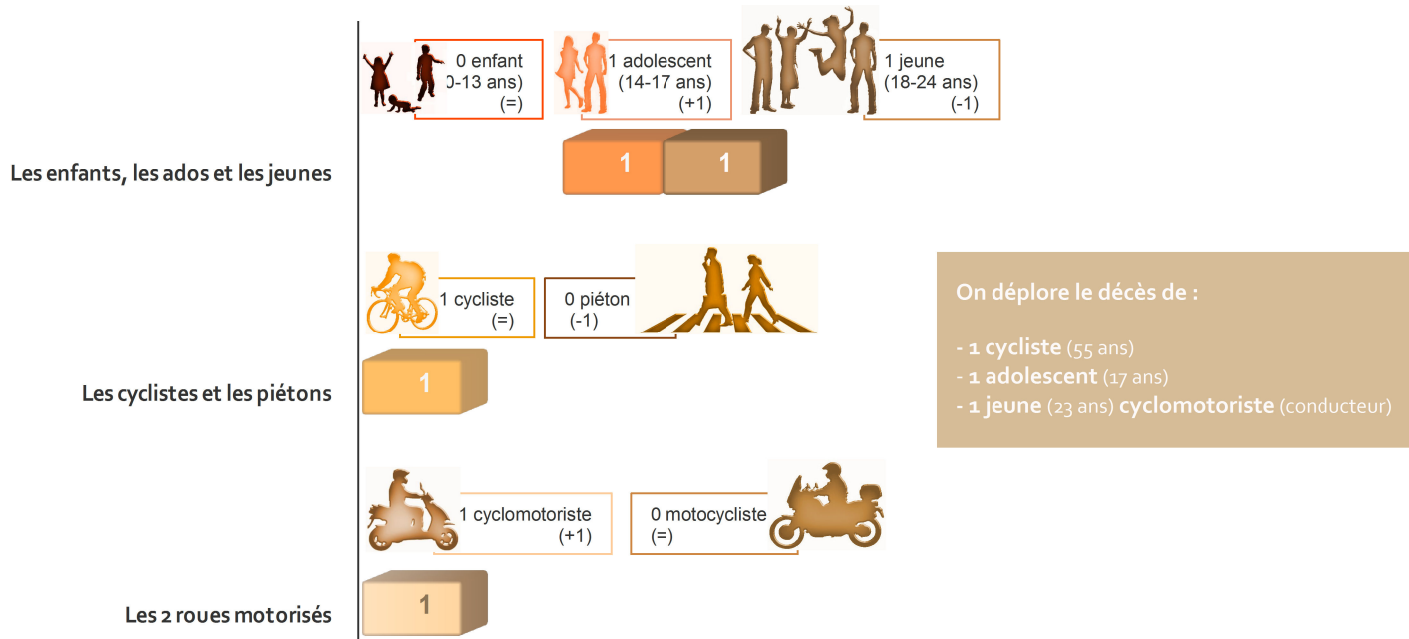 0 enfant
0-13 ans)
(=)
1 adolescent
(14-17 ans)
(+1)
1 jeune
(18-24 ans)
(-1)
Les enfants, les ados et les jeunes
1
1
1 cycliste
(=)
0 piéton
(-1)
Les cyclistes et les piétons
1
On déplore le décès de :
- 1 cycliste (55 ans)
- 1 adolescent (17 ans)
- 1 jeune (23 ans) cyclomotoriste (conducteur)
1 cyclomotoriste
(+1)
0 motocycliste
(=)
Les 2 roues motorisés
1